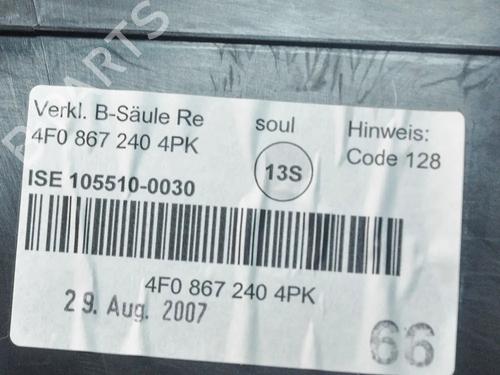 PARTS
Verkl. B-Säule Re
4F0 867 240 4PK
soul
13S
Hinweis:
Code 128
ISE 105510-0030
4F0 867 240 4PK
29. Aug. 2007
66